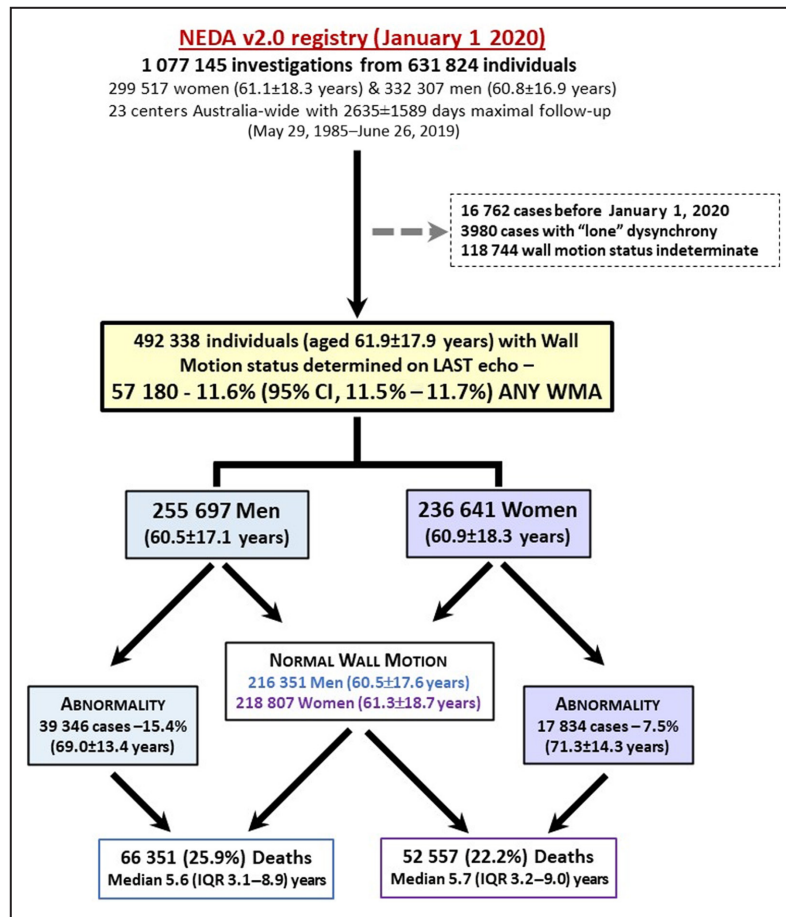 NEDA v2.0 registry (January 1 2020)
1 077 145 investigations from 631 824 individuals
299 517 women (61.1±18.3 years) & 332 307 men (60.8±16.9 years)
23 centers Australia-wide with 2635±1589 days maximal follow-up
(May 29, 1985–June 26, 2019)
16 762 cases before January 1, 2020
3980 cases with “lone” dysynchrony
118 744 wall motion status indeterminate
492 338 individuals (aged 61.9±17.9 years) with Wall
Motion status determined on LAST echo –
57 180 - 11.6% (95% CI, 11.5% – 11.7%) ANY WMA
255 697 Men
(60.5±17.1 years)
236 641 Women
(60.9±18.3 years)
NORMAL WALL MOTION
216 351 Men (60.5±17.6 years)
218 807 Women (61.3±18.7 years)
ABNORMALITY
39 346 cases –15.4%
(69.0±13.4 years)
ABNORMALITY
17 834 cases – 7.5%
(71.3±14.3 years)
66 351 (25.9%) Deaths
Median 5.6 (IQR 3.1–8.9) years
52 557 (22.2%) Deaths
Median 5.7 (IQR 3.2–9.0) years